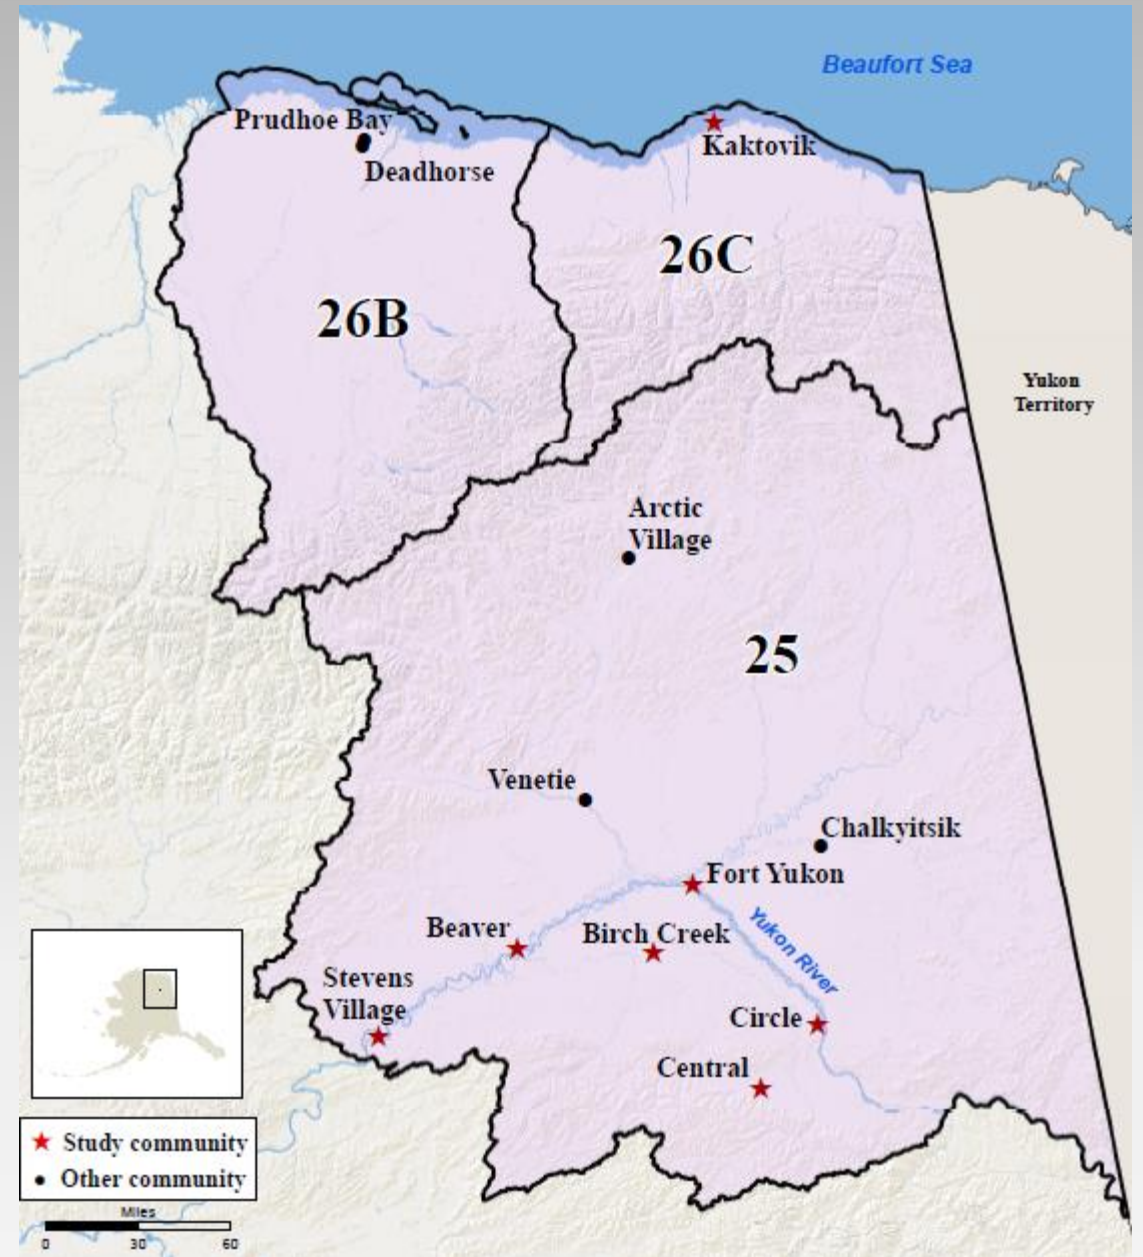 Beaufort Sea
Prudhoe Bay
Deadhorse
Kaktovik
26C
26B
Yukon
Territory
Arctic
Village
25
Venetie
Chalkyitsik
Fort Yukon
Beaver
Birch Creek
Yukon River
Stevens
Village
Circle
Central
Study community
Other community
Miles
0 30 60